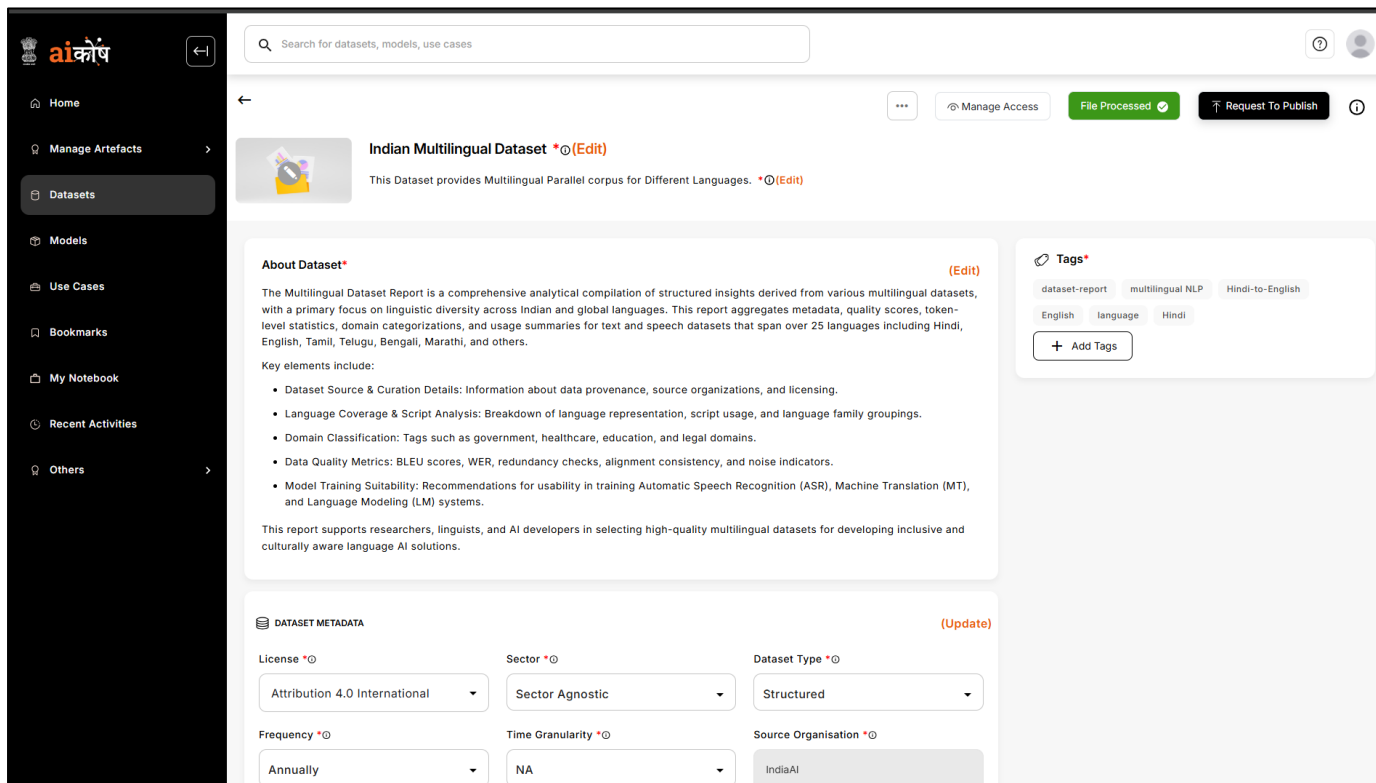 aiकोष
Search for datasets, models, use cases
Home
Manage Artefacts
Datasets
Models
Use Cases
Bookmarks
My Notebook
Recent Activities
Others
Manage Access
File Processed
Request To Publish
Indian Multilingual Dataset *(Edit)
This Dataset provides Multilingual Parallel corpus for Different Languages. *(Edit)
About Dataset*
(Edit)
The Multilingual Dataset Report is a comprehensive analytical compilation of structured insights derived from various multilingual datasets,
with a primary focus on linguistic diversity across Indian and global languages. This report aggregates metadata, quality scores, token-
level statistics, domain categorizations, and usage summaries for text and speech datasets that span over 25 languages including Hindi,
English, Tamil, Telugu, Bengali, Marathi, and others.
Key elements include:
• Dataset Source & Curation Details: Information about data provenance, source organizations, and licensing.
• Language Coverage & Script Analysis: Breakdown of language representation, script usage, and language family groupings.
• Domain Classification: Tags such as government, healthcare, education, and legal domains.
• Data Quality Metrics: BLEU scores, WER, redundancy checks, alignment consistency, and noise indicators.
• Model Training Suitability: Recommendations for usability in training Automatic Speech Recognition (ASR), Machine Translation (MT),
and Language Modeling (LM) systems.
This report supports researchers, linguists, and AI developers in selecting high-quality multilingual datasets for developing inclusive and
culturally aware language AI solutions.
Tags*
dataset-report multilingual NLP Hindi-to-English
English language Hindi
+ Add Tags
DATASET METADATA
(Update)
License * Sector * Dataset Type *
Attribution 4.0 International Sector Agnostic Structured
Frequency * Time Granularity * Source Organisation *
Annually NA IndiaAI